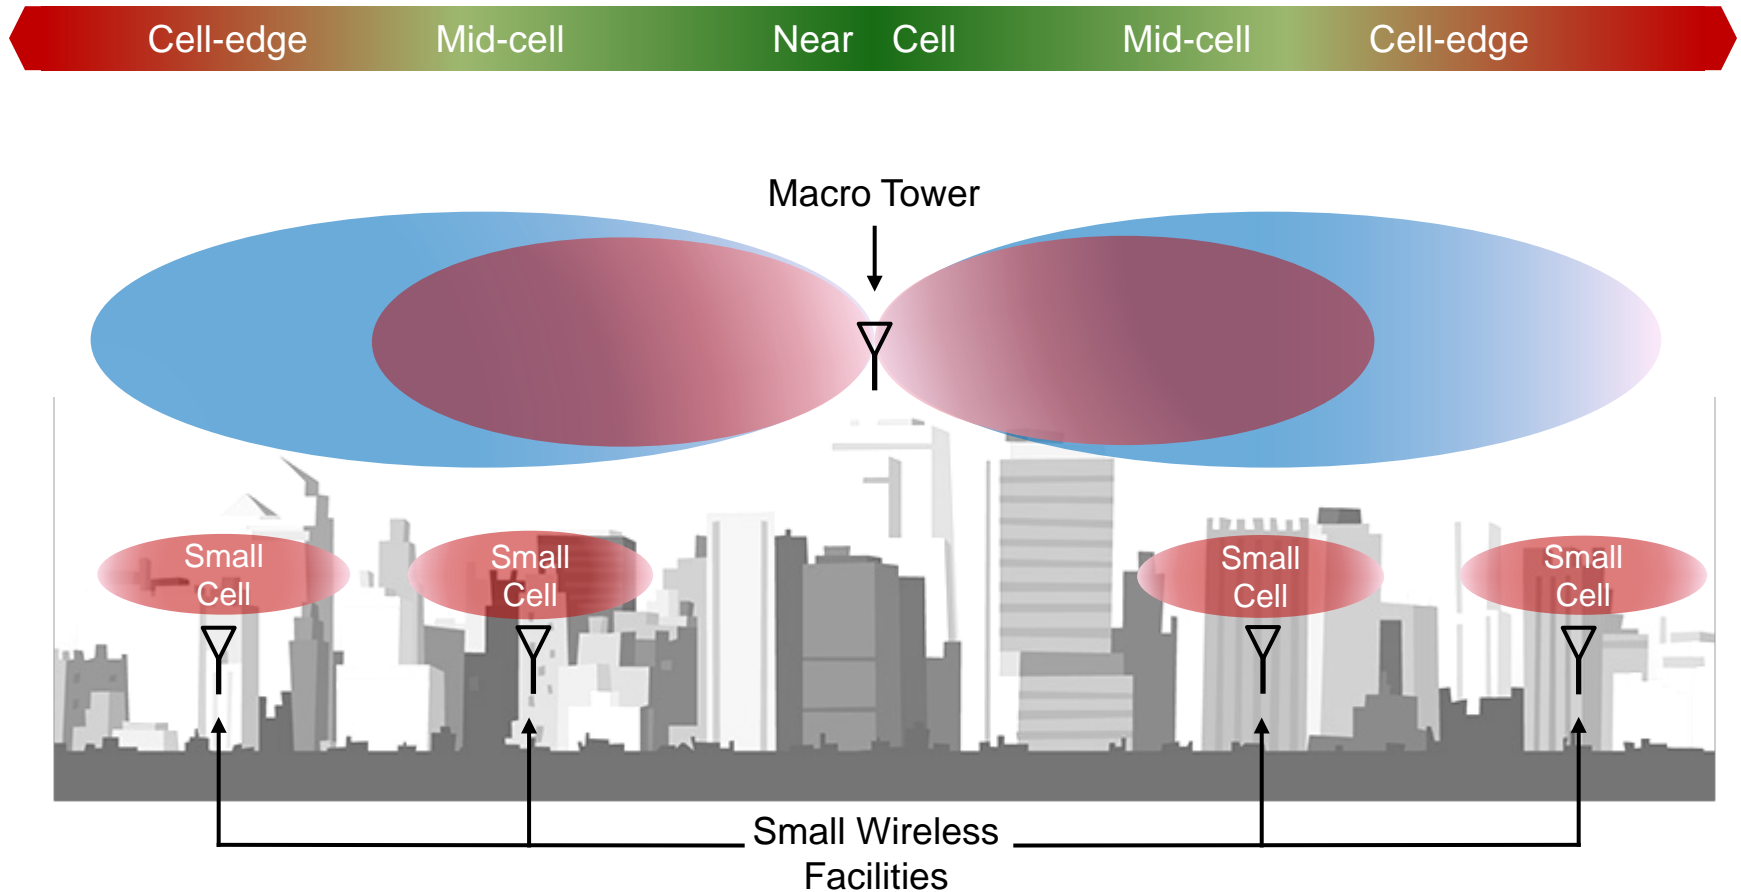 Cell-edge Mid-cell Near Cell Mid-cell Cell-edge
Macro Tower
Small
Cell
Small
Cell
Small
Cell
Small
Cell
Small Wireless
Facilities